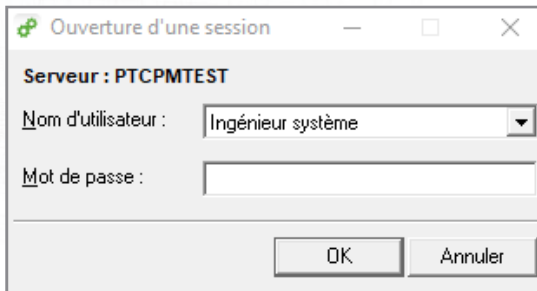 Ouverture d'une session
Serveur : PTCPMTEST
Nom d'utilisateur : Ingénieur système
Mot de passe :
OK Annuler